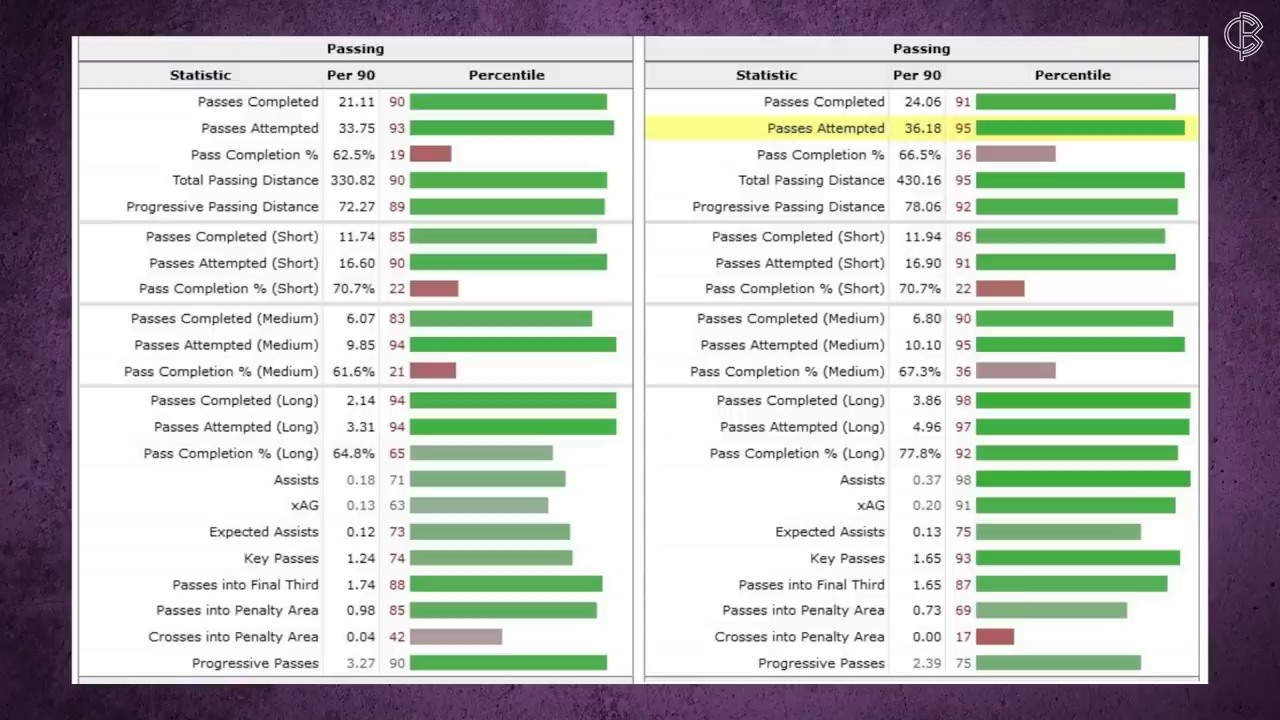 Passing
Statistic Per 90 Percentile
Passes Completed 21.11 90
Passes Attempted 33.75 93
Pass Completion % 62.5% 19
Total Passing Distance 330.82 90
Progressive Passing Distance 72.27 89
Passes Completed (Short) 11.74 85
Passes Attempted (Short) 16.60 90
Pass Completion % (Short) 70.7% 22
Passes Completed (Medium) 6.07 83
Passes Attempted (Medium) 9.85 94
Pass Completion % (Medium) 61.6% 21
Passes Completed (Long) 2.14 94
Passes Attempted (Long) 3.31 94
Pass Completion % (Long) 64.8% 65
Assists 0.18 71
xAG 0.13 63
Expected Assists 0.12 73
Key Passes 1.24 74
Passes into Final Third 1.74 88
Passes into Penalty Area 0.98 85
Crosses into Penalty Area 0.04 42
Progressive Passes 3.27 90
Passing
Statistic Per 90 Percentile
Passes Completed 24.06 91
Passes Attempted 36.18 95
Pass Completion % 66.5% 36
Total Passing Distance 430.16 95
Progressive Passing Distance 78.06 92
Passes Completed (Short) 11.94 86
Passes Attempted (Short) 16.90 91
Pass Completion % (Short) 70.7% 22
Passes Completed (Medium) 6.80 90
Passes Attempted (Medium) 10.10 95
Pass Completion % (Medium) 67.3% 36
Passes Completed (Long) 3.86 98
Passes Attempted (Long) 4.96 97
Pass Completion % (Long) 77.8% 92
Assists 0.37 98
xAG 0.20 91
Expected Assists 0.13 75
Key Passes 1.65 93
Passes into Final Third 1.65 87
Passes into Penalty Area 0.73 69
Crosses into Penalty Area 0.00 17
Progressive Passes 2.39 75